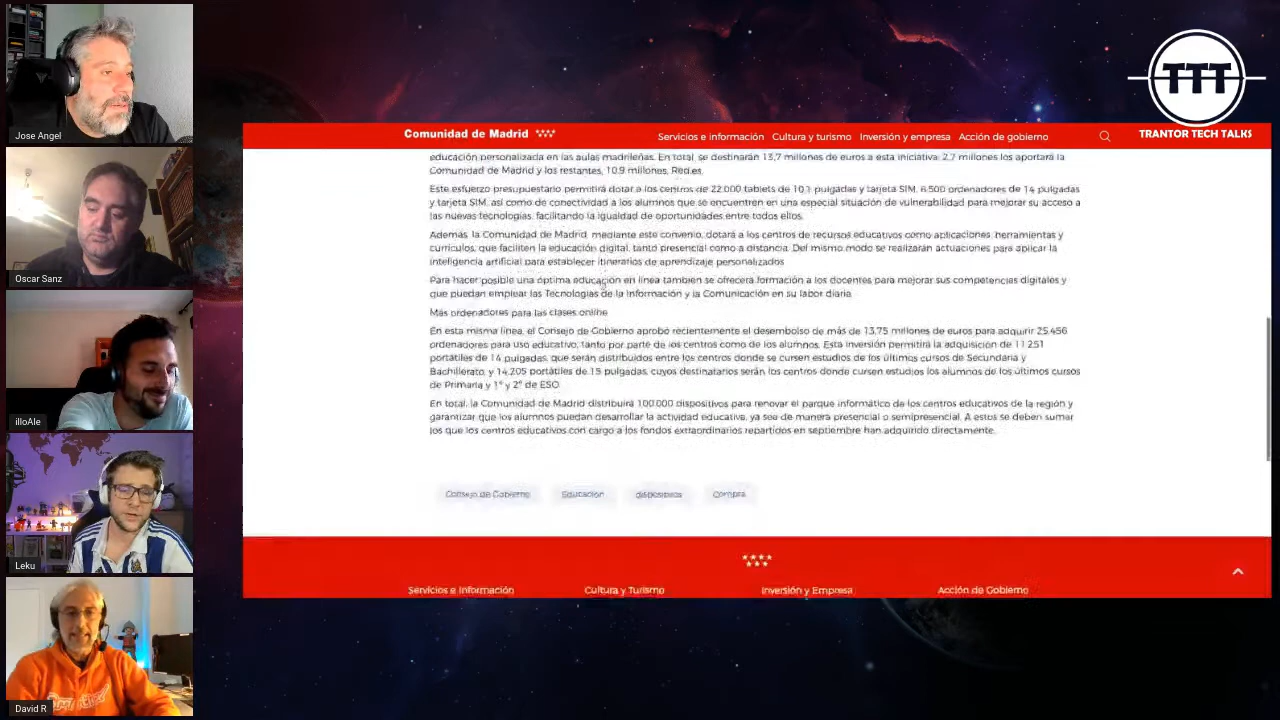 Jose Angel
Oscar Sanz
illoAle
Leku
David R
TTT
TRANTOR TECH TALKS
Comunidad de Madrid
Servicios e información Cultura y turismo Inversión y empresa Acción de gobierno
educación personalizada en las aulas madrileñas. En total, se destinarán 13,7 millones de euros a esta iniciativa: 2,7 millones los aportará la
Comunidad de Madrid y los restantes, 10,9 millones, Red.es.
Este esfuerzo presupuestario permitirá dotar a los centros de 22.000 tablets de 10,1 pulgadas y tarjeta SIM, 6.500 ordenadores de 14 pulgadas
y tarjeta SIM, así como de conectividad a los alumnos que se encuentren en una especial situación de vulnerabilidad para mejorar su acceso a
las nuevas tecnologías, facilitando la igualdad de oportunidades entre todos ellos.
Además, la Comunidad de Madrid, mediante este convenio, dotará a los centros de recursos educativos como aplicaciones, herramientas y
currículos, que faciliten la educación digital, tanto presencial como a distancia. Del mismo modo se realizarán actuaciones para aplicar la
inteligencia artificial para establecer itinerarios de aprendizaje personalizados.
Para hacer posible una óptima educación en línea también se ofrecerá formación a los docentes para mejorar sus competencias digitales y
que puedan emplear las Tecnologías de la Información y la Comunicación en su labor diaria.
Más ordenadores para las clases online
En esta misma línea, el Consejo de Gobierno aprobó recientemente el desembolso de más de 13,75 millones de euros para adquirir 25.456
ordenadores para uso educativo, tanto por parte de los centros como de los alumnos. Esta inversión permitirá la adquisición de 11.251
portátiles de 14 pulgadas, que serán distribuidos entre los centros donde se cursen estudios de los últimos cursos de Secundaria y
Bachillerato, y 14.205 portátiles de 15 pulgadas, cuyos destinatarios serán los centros donde cursen estudios los alumnos de los últimos cursos
de Primaria y 1º y 2º de ESO.
En total, la Comunidad de Madrid distribuirá 100.000 dispositivos para renovar el parque informático de los centros educativos de la región y
garantizar que los alumnos puedan desarrollar la actividad educativa, ya sea de manera presencial o semipresencial. A estos se deben sumar
los que los centros educativos con cargo a los fondos extraordinarios repartidos en septiembre han adquirido directamente.
Consejo de Gobierno Educación dispositivos Compra
Servicios e Información Cultura y Turismo Inversión y Empresa Acción de Gobierno